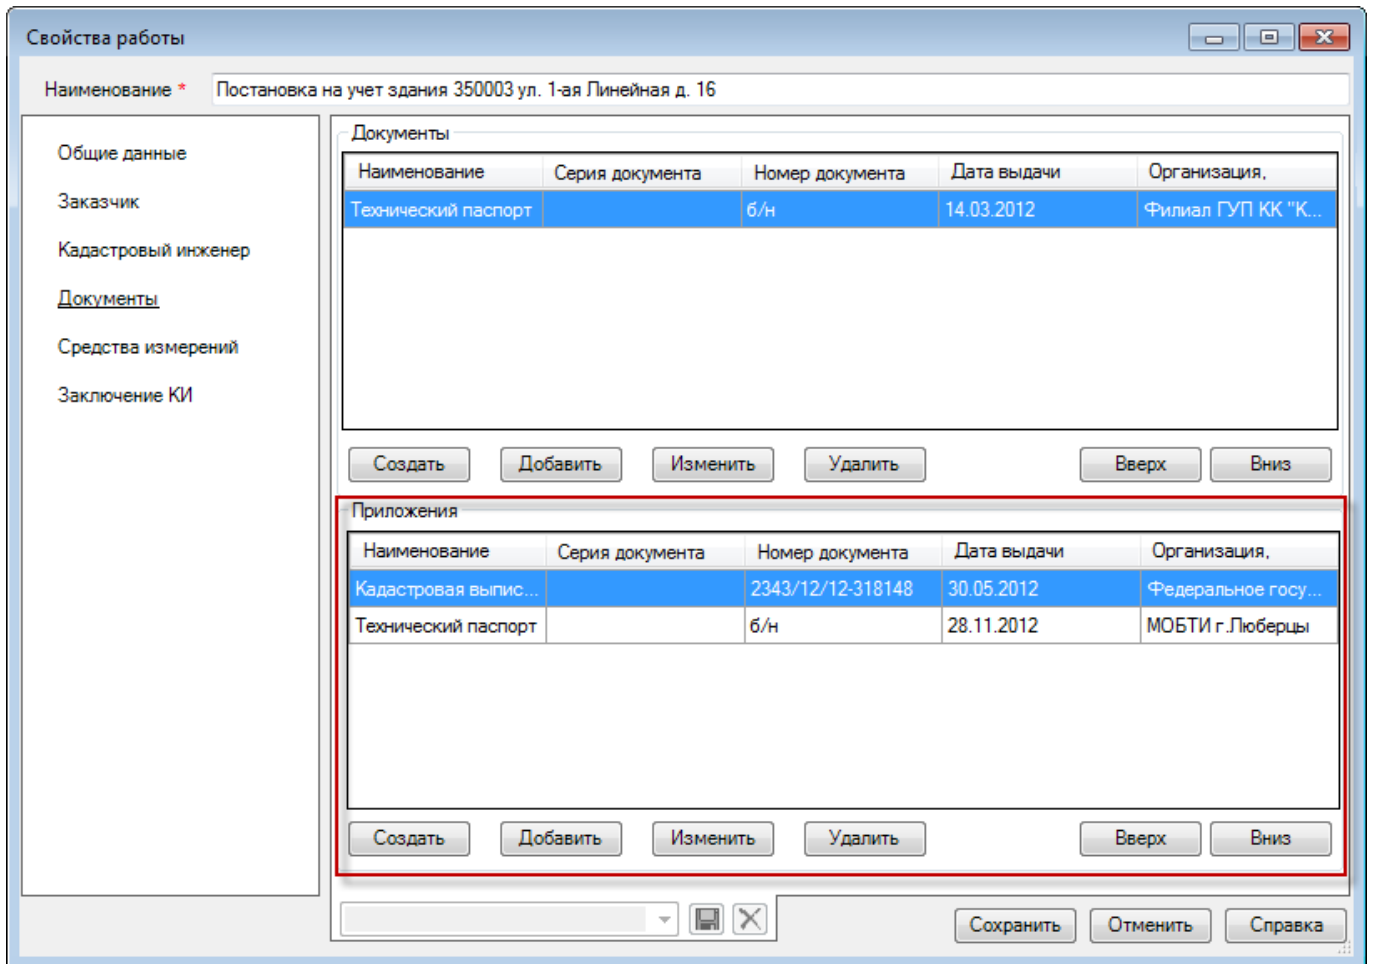 Свойства работы
Наименование * Постановка на учет здания 350003 ул. 1-ая Линейная д. 16
Общие данные
Заказчик
Кадастровый инженер
Документы
Средства измерений
Заключение КИ
Документы
Наименование Серия документа Номер документа Дата выдачи Организация,
Технический паспорт б/н 14.03.2012 Филиал ГУП КК "К...
Создать Добавить Изменить Удалить Вверх Вниз
Приложения
Наименование Серия документа Номер документа Дата выдачи Организация,
Кадастровая выпис... 2343/12/12-318148 30.05.2012 Федеральное госу...
Технический паспорт б/н 28.11.2012 МОБТИ г.Люберцы
Создать Добавить Изменить Удалить Вверх Вниз
Сохранить Отменить Справка